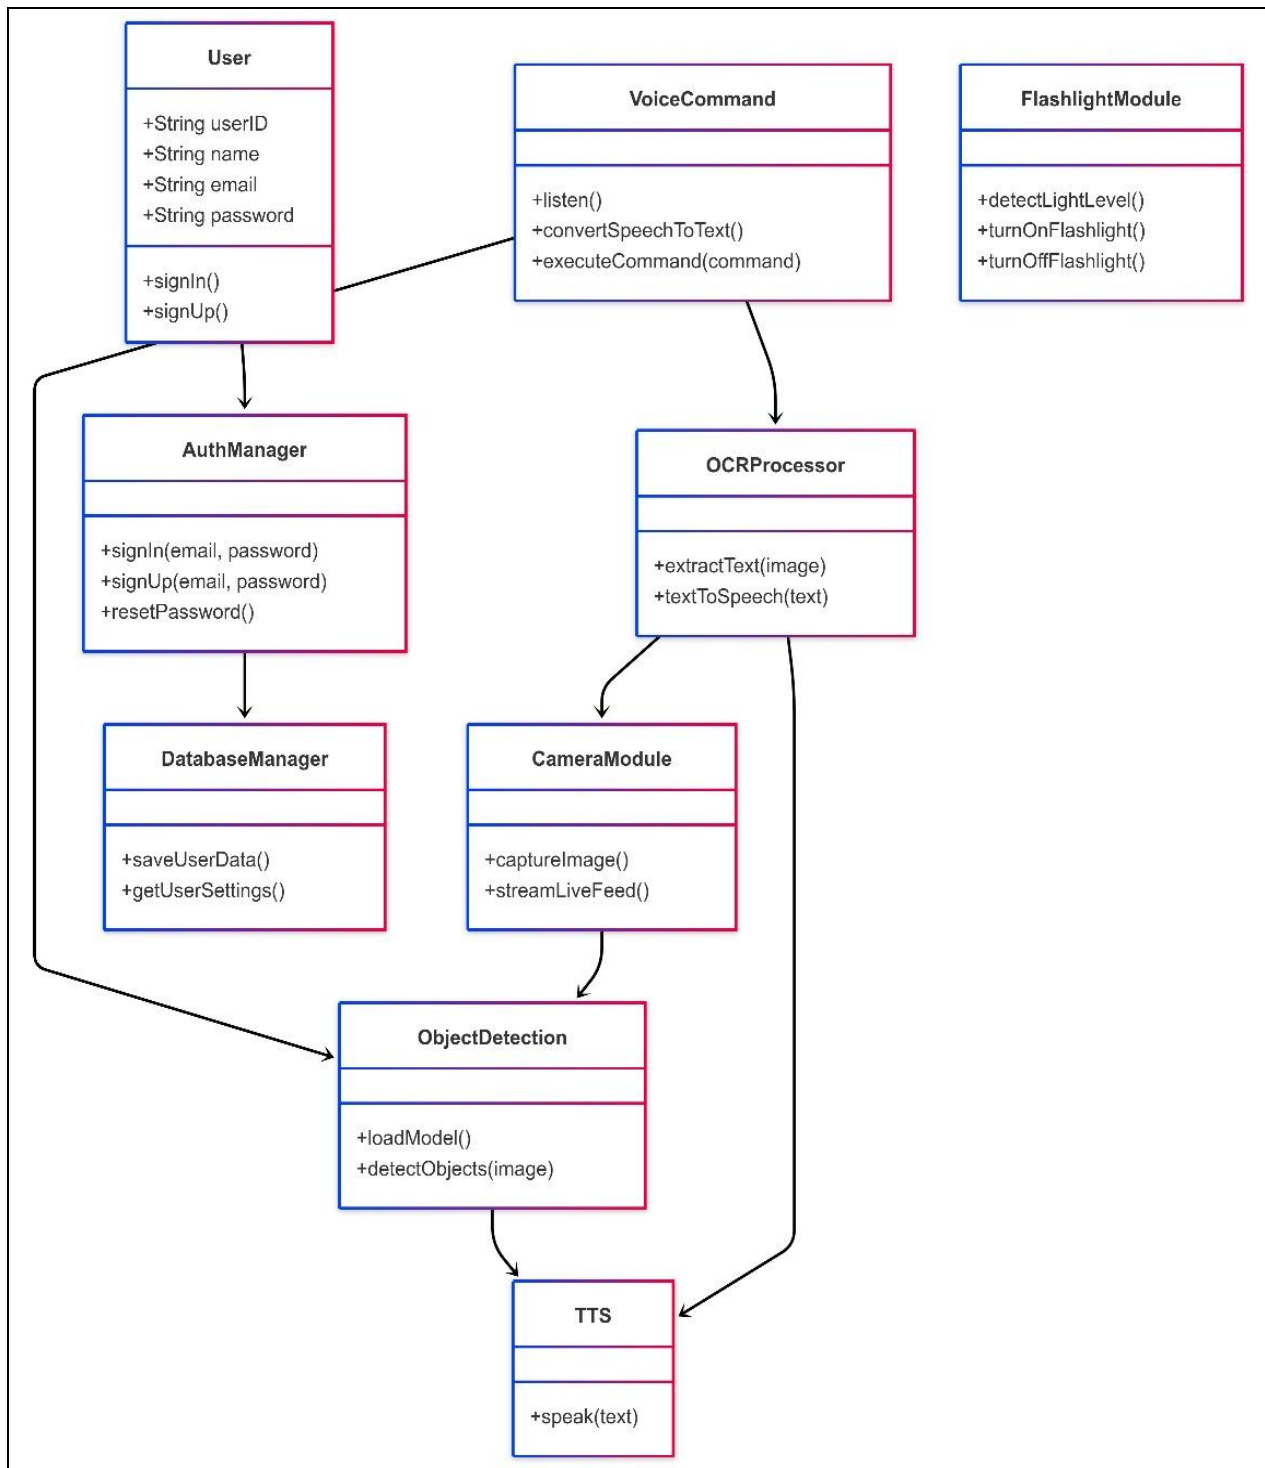 User
+String userID
+String name
+String email
+String password
+signIn()
+signUp()
VoiceCommand
+listen()
+convertSpeechToText()
+executeCommand(command)
FlashlightModule
+detectLightLevel()
+turnOnFlashlight()
+turnOffFlashlight()
AuthManager
+signIn(email, password)
+signUp(email, password)
+resetPassword()
OCRProcessor
+extractText(image)
+textToSpeech(text)
DatabaseManager
+saveUserData()
+getUserSettings()
CameraModule
+captureImage()
+streamLiveFeed()
ObjectDetection
+loadModel()
+detectObjects(image)
TTS
+speak(text)